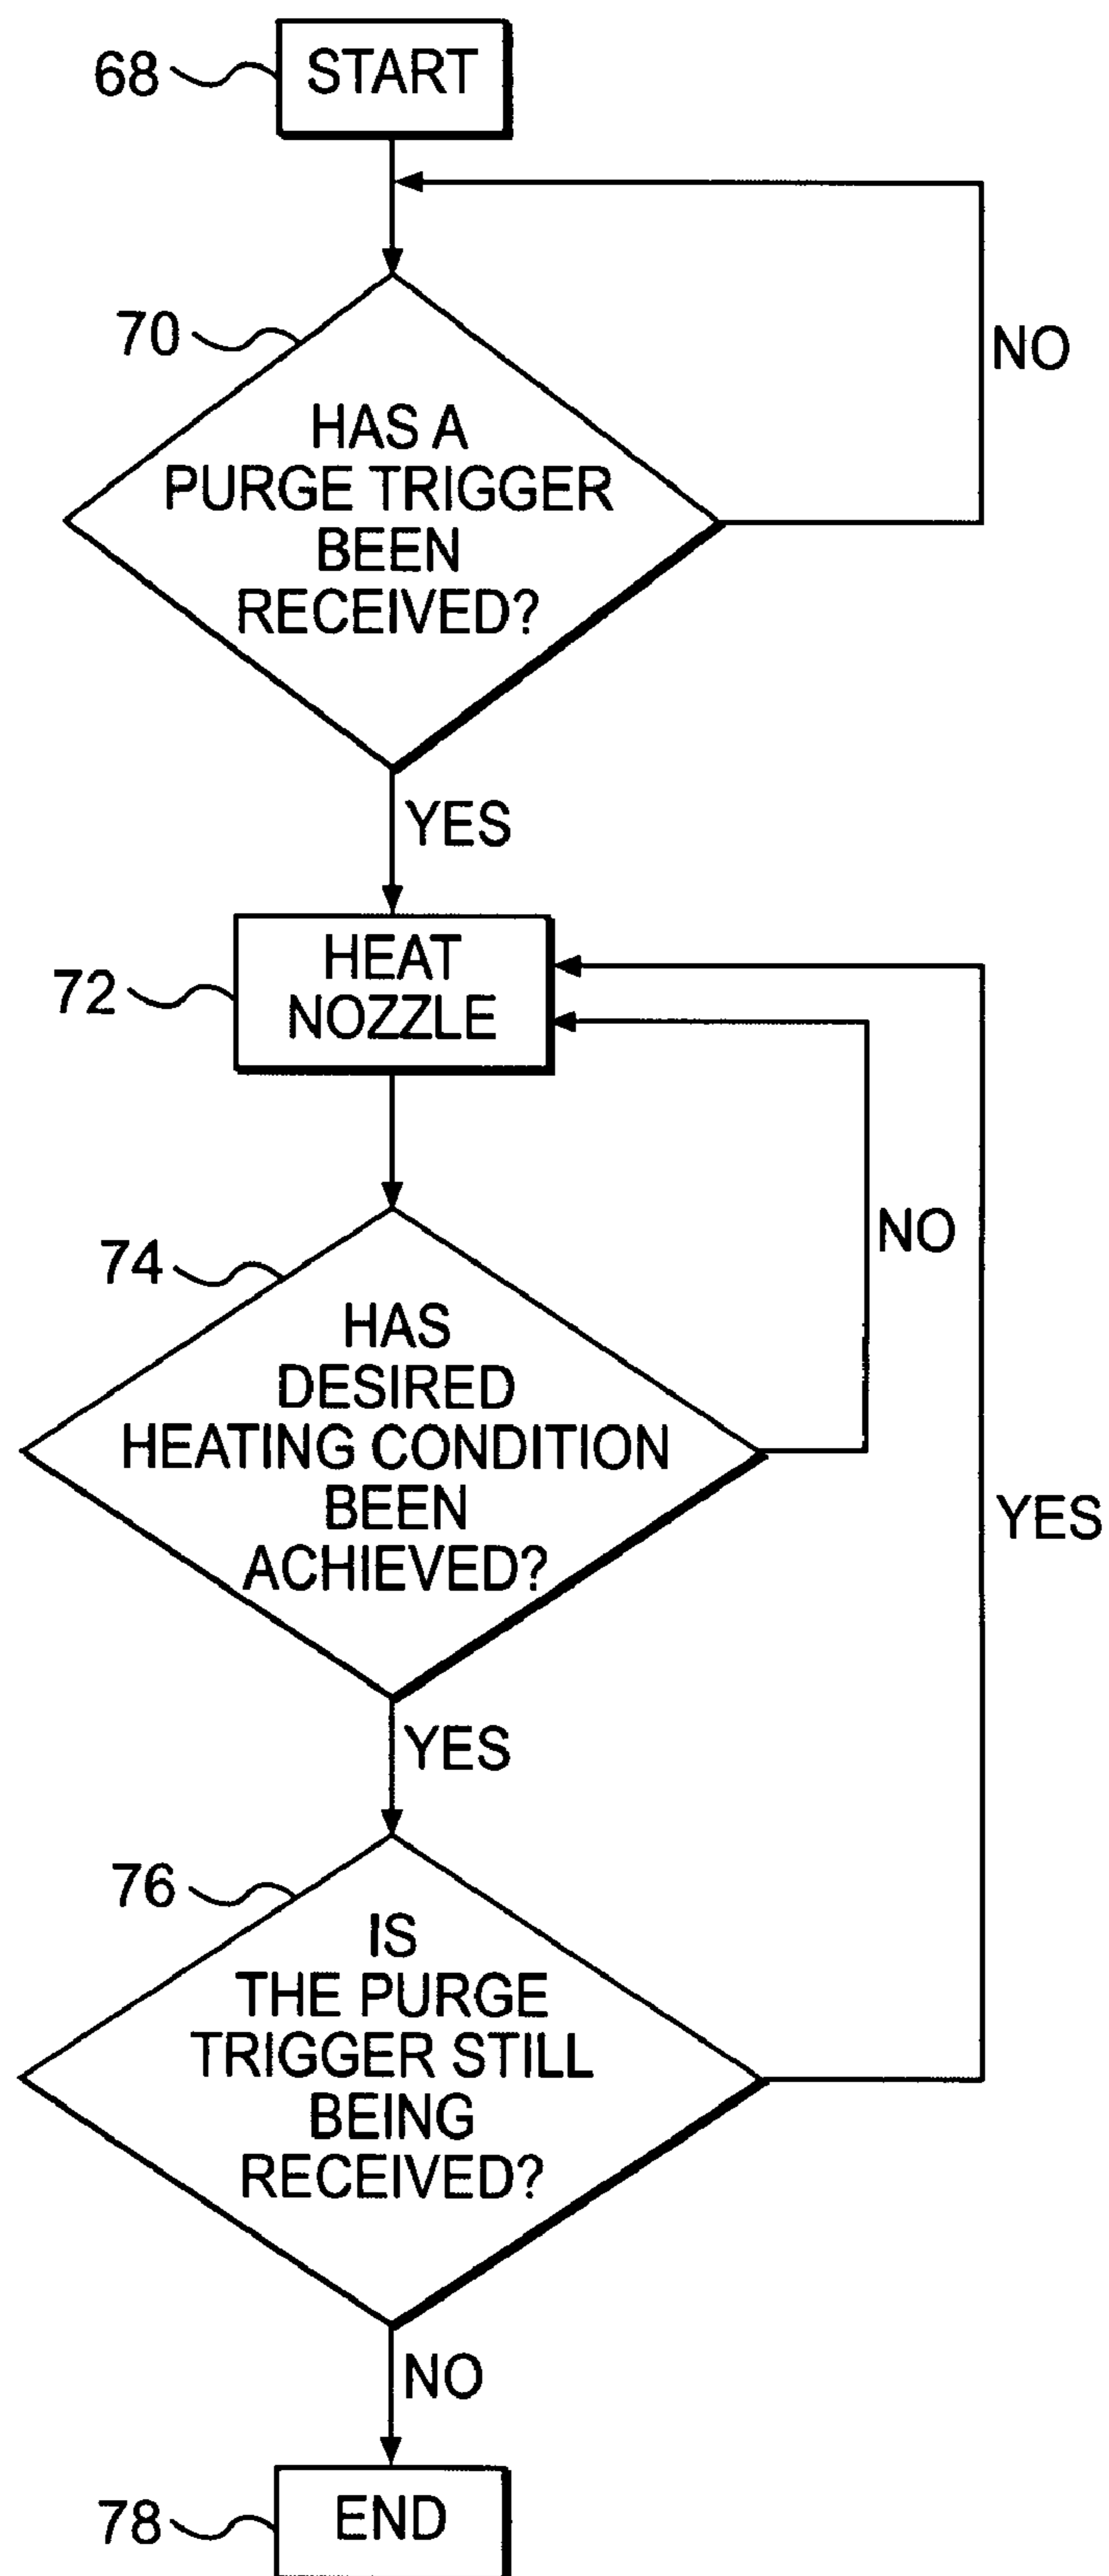 68
START
70
HAS A
PURGE TRIGGER
BEEN
RECEIVED?
NO
YES
72
HEAT
NOZZLE
74
HAS
DESIRED
HEATING CONDITION
BEEN
ACHIEVED?
NO
YES
YES
76
IS
THE PURGE
TRIGGER STILL
BEING
RECEIVED?
NO
78
END